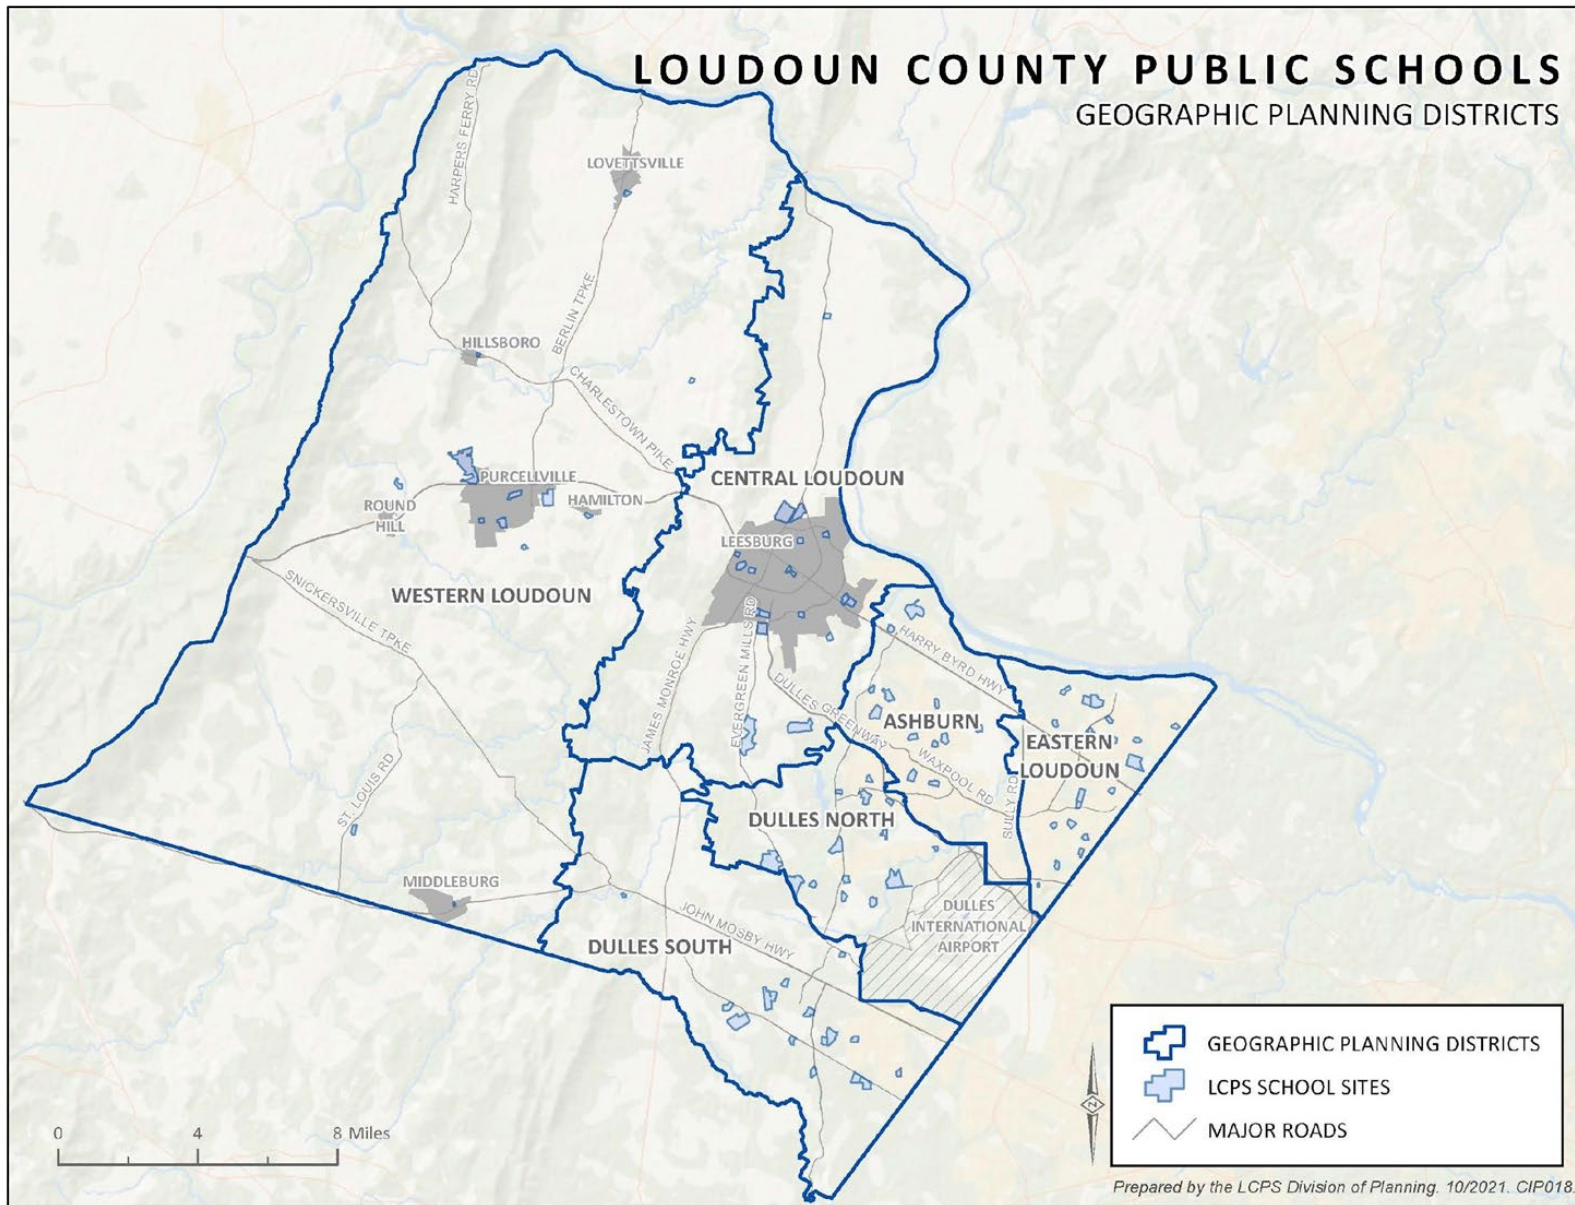 LOUDOUN COUNTY PUBLIC SCHOOLS
GEOGRAPHIC PLANNING DISTRICTS
HARPERS FERRY RD
LOVETTSVILLE
BERLIN TPKE
HILLSBORO
CHARLESTOWN PIKE
PURCELLVILLE
CENTRAL LOUDOUN
ROUND
HILL
HAMILTON
LEESBURG
SNICKERSVILLE TPKE
WESTERN LOUDOUN
JAMES MONROE HWY
EVERGREEN MILLS RD
HARRY BYRD HWY
DULLES GREENWAY
ASHBURN
EASTERN
LOUDOUN
WAXPOOL RD
SULLY RD
ST. LOUIS RD
DULLES NORTH
MIDDLEBURG
JOHN MOSBY HWY
DULLES
INTERNATIONAL
AIRPORT
DULLES SOUTH
GEOGRAPHIC PLANNING DISTRICTS
LCPS SCHOOL SITES
MAJOR ROADS
N
0 4 8 Miles
Prepared by the LCPS Division of Planning. 10/2021. CIP018.